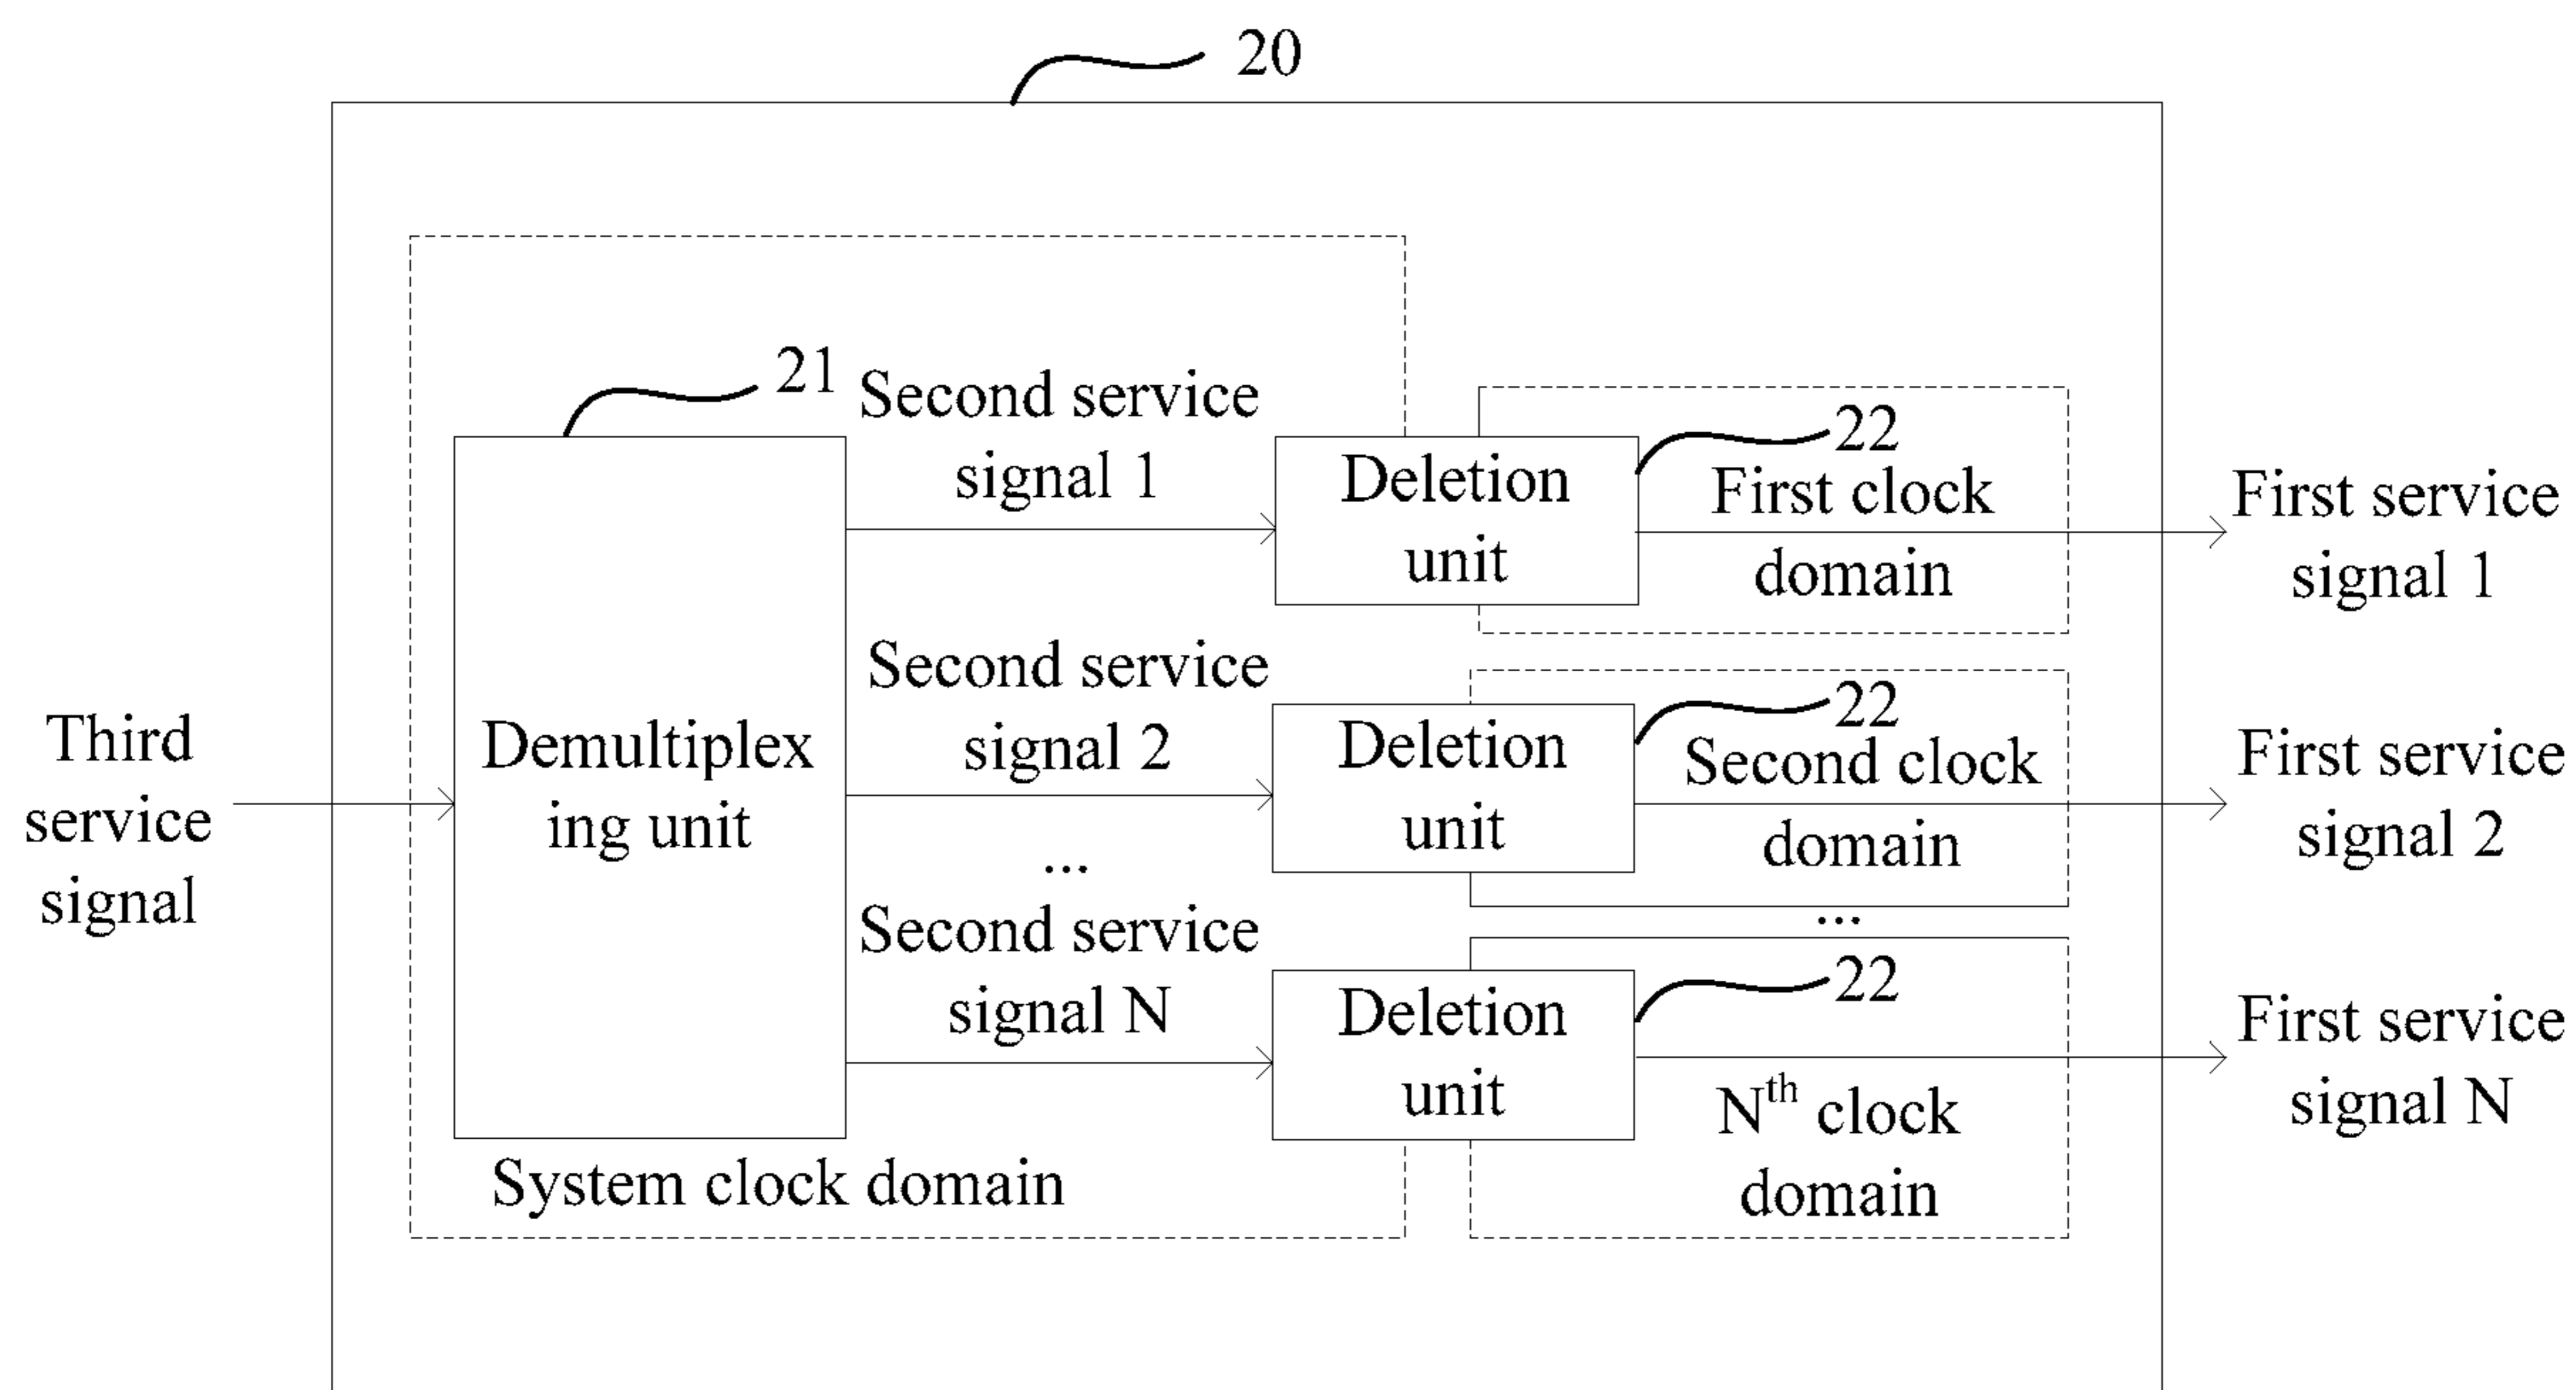 20
21
Second service
signal 1
Deletion
unit
22
First clock
domain
First service
signal 1
Third
service
signal
Demultiplex
ing unit
Second service
signal 2
Deletion
unit
22
Second clock
domain
First service
signal 2
...
...
Second service
signal N
Deletion
unit
22
Nth clock
domain
First service
signal N
System clock domain